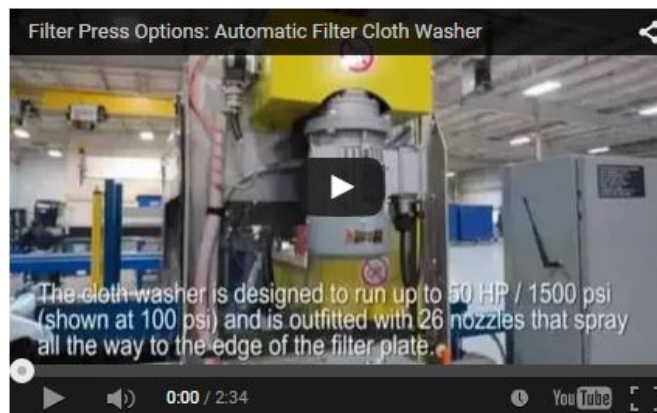 Filter Press Options: Automatic Filter Cloth Washer
The cloth washer is designed to run up to 50 HP / 1500 psi
(shown at 100 psi) and is outfitted with 26 nozzles that spray
all the way to the edge of the filter plate.
0:00 / 2:34
YouTube